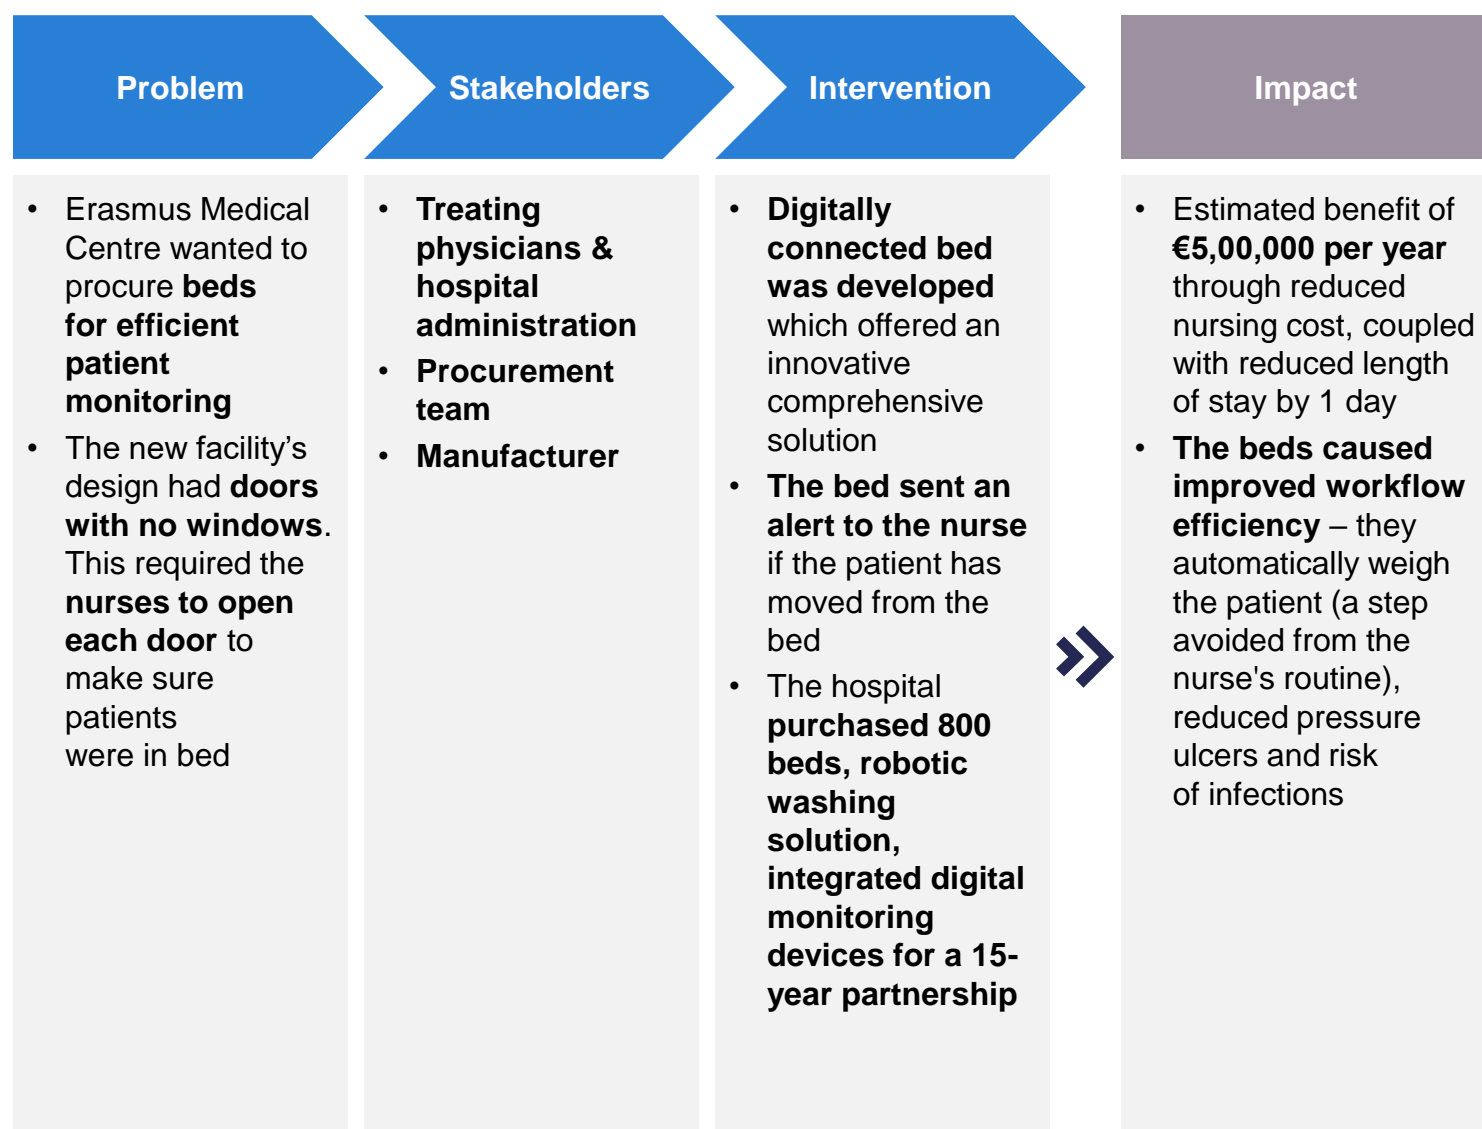 Problem
Stakeholders
Intervention
Impact
• Erasmus Medical
Centre wanted to
procure beds
for efficient
patient
monitoring
• The new facility’s
design had doors
with no windows.
This required the
nurses to open
each door to
make sure
patients
were in bed
• Treating
physicians &
hospital
administration
• Procurement
team
• Manufacturer
• Digitally
connected bed
was developed
which offered an
innovative
comprehensive
solution
• The bed sent an
alert to the nurse
if the patient has
moved from the
bed
• The hospital
purchased 800
beds, robotic
washing
solution,
integrated digital
monitoring
devices for a 15-
year partnership
• Estimated benefit of
€5,00,000 per year
through reduced
nursing cost, coupled
with reduced length
of stay by 1 day
• The beds caused
improved workflow
efficiency – they
automatically weigh
the patient (a step
avoided from the
nurse's routine),
reduced pressure
ulcers and risk
of infections